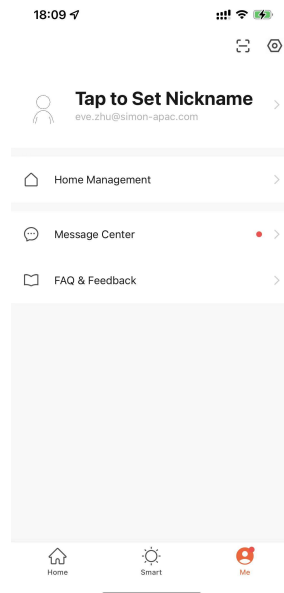 18:09
Tap to Set Nickname
eve.zhu@simon-apac.com
Home Management
Message Center
FAQ & Feedback
Home Smart Me